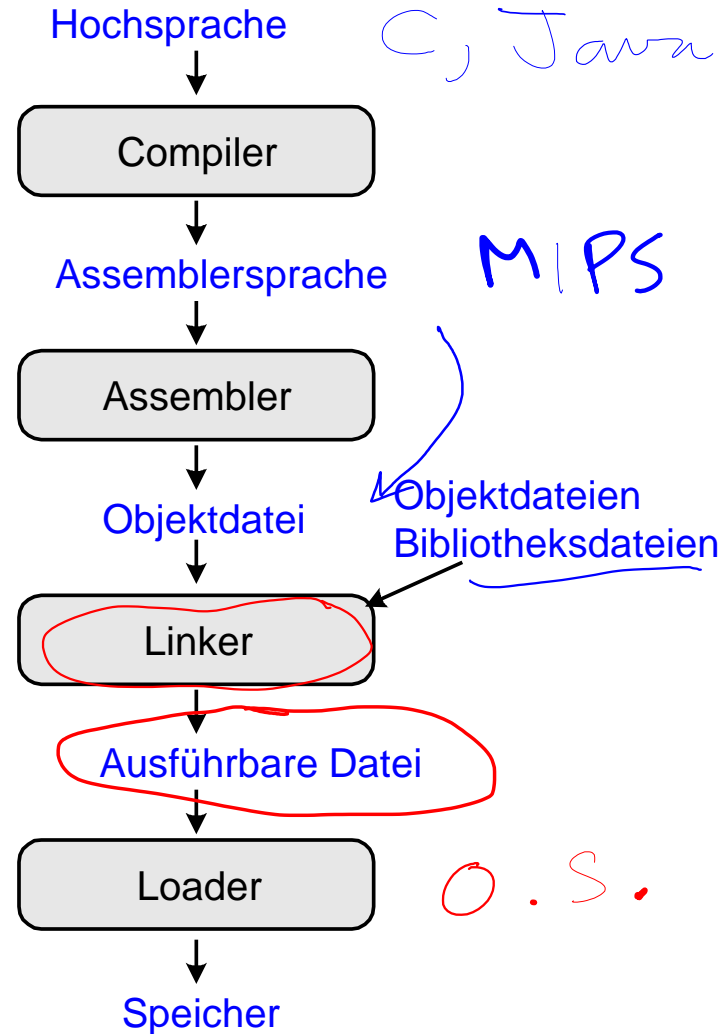 Hochsprache
C, Java
Compiler
Assemblersprache
MIPS
Assembler
Objektdatei
Objektdateien
Bibliotheksdateien
Linker
Ausführbare Datei
Loader
O.S.
Speicher